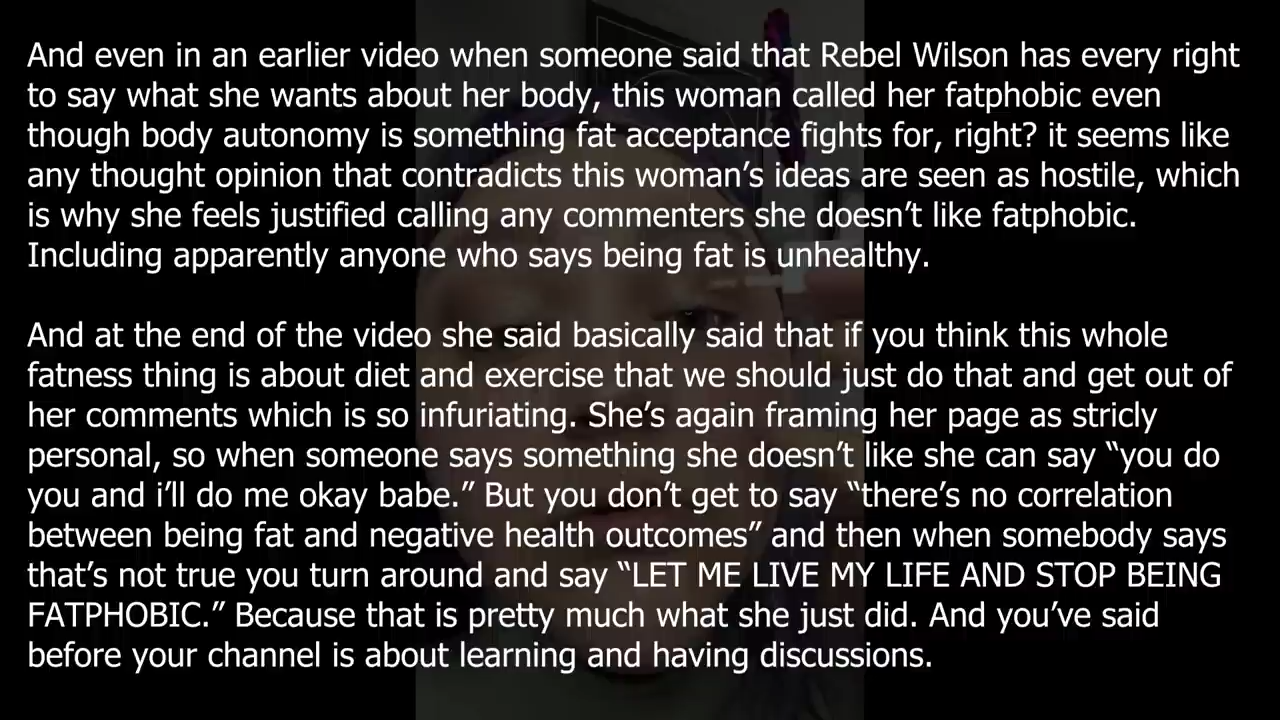 And even in an earlier video when someone said that Rebel Wilson has every right
to say what she wants about her body, this woman called her fatphobic even
though body autonomy is something fat acceptance fights for, right? it seems like
any thought opinion that contradicts this woman’s ideas are seen as hostile, which
is why she feels justified calling any commenters she doesn’t like fatphobic.
Including apparently anyone who says being fat is unhealthy.
And at the end of the video she said basically said that if you think this whole
fatness thing is about diet and exercise that we should just do that and get out of
her comments which is so infuriating. She’s again framing her page as stricly
personal, so when someone says something she doesn’t like she can say “you do
you and i’ll do me okay babe.” But you don’t get to say “there’s no correlation
between being fat and negative health outcomes” and then when somebody says
that’s not true you turn around and say “LET ME LIVE MY LIFE AND STOP BEING
FATPHOBIC.” Because that is pretty much what she just did. And you’ve said
before your channel is about learning and having discussions.